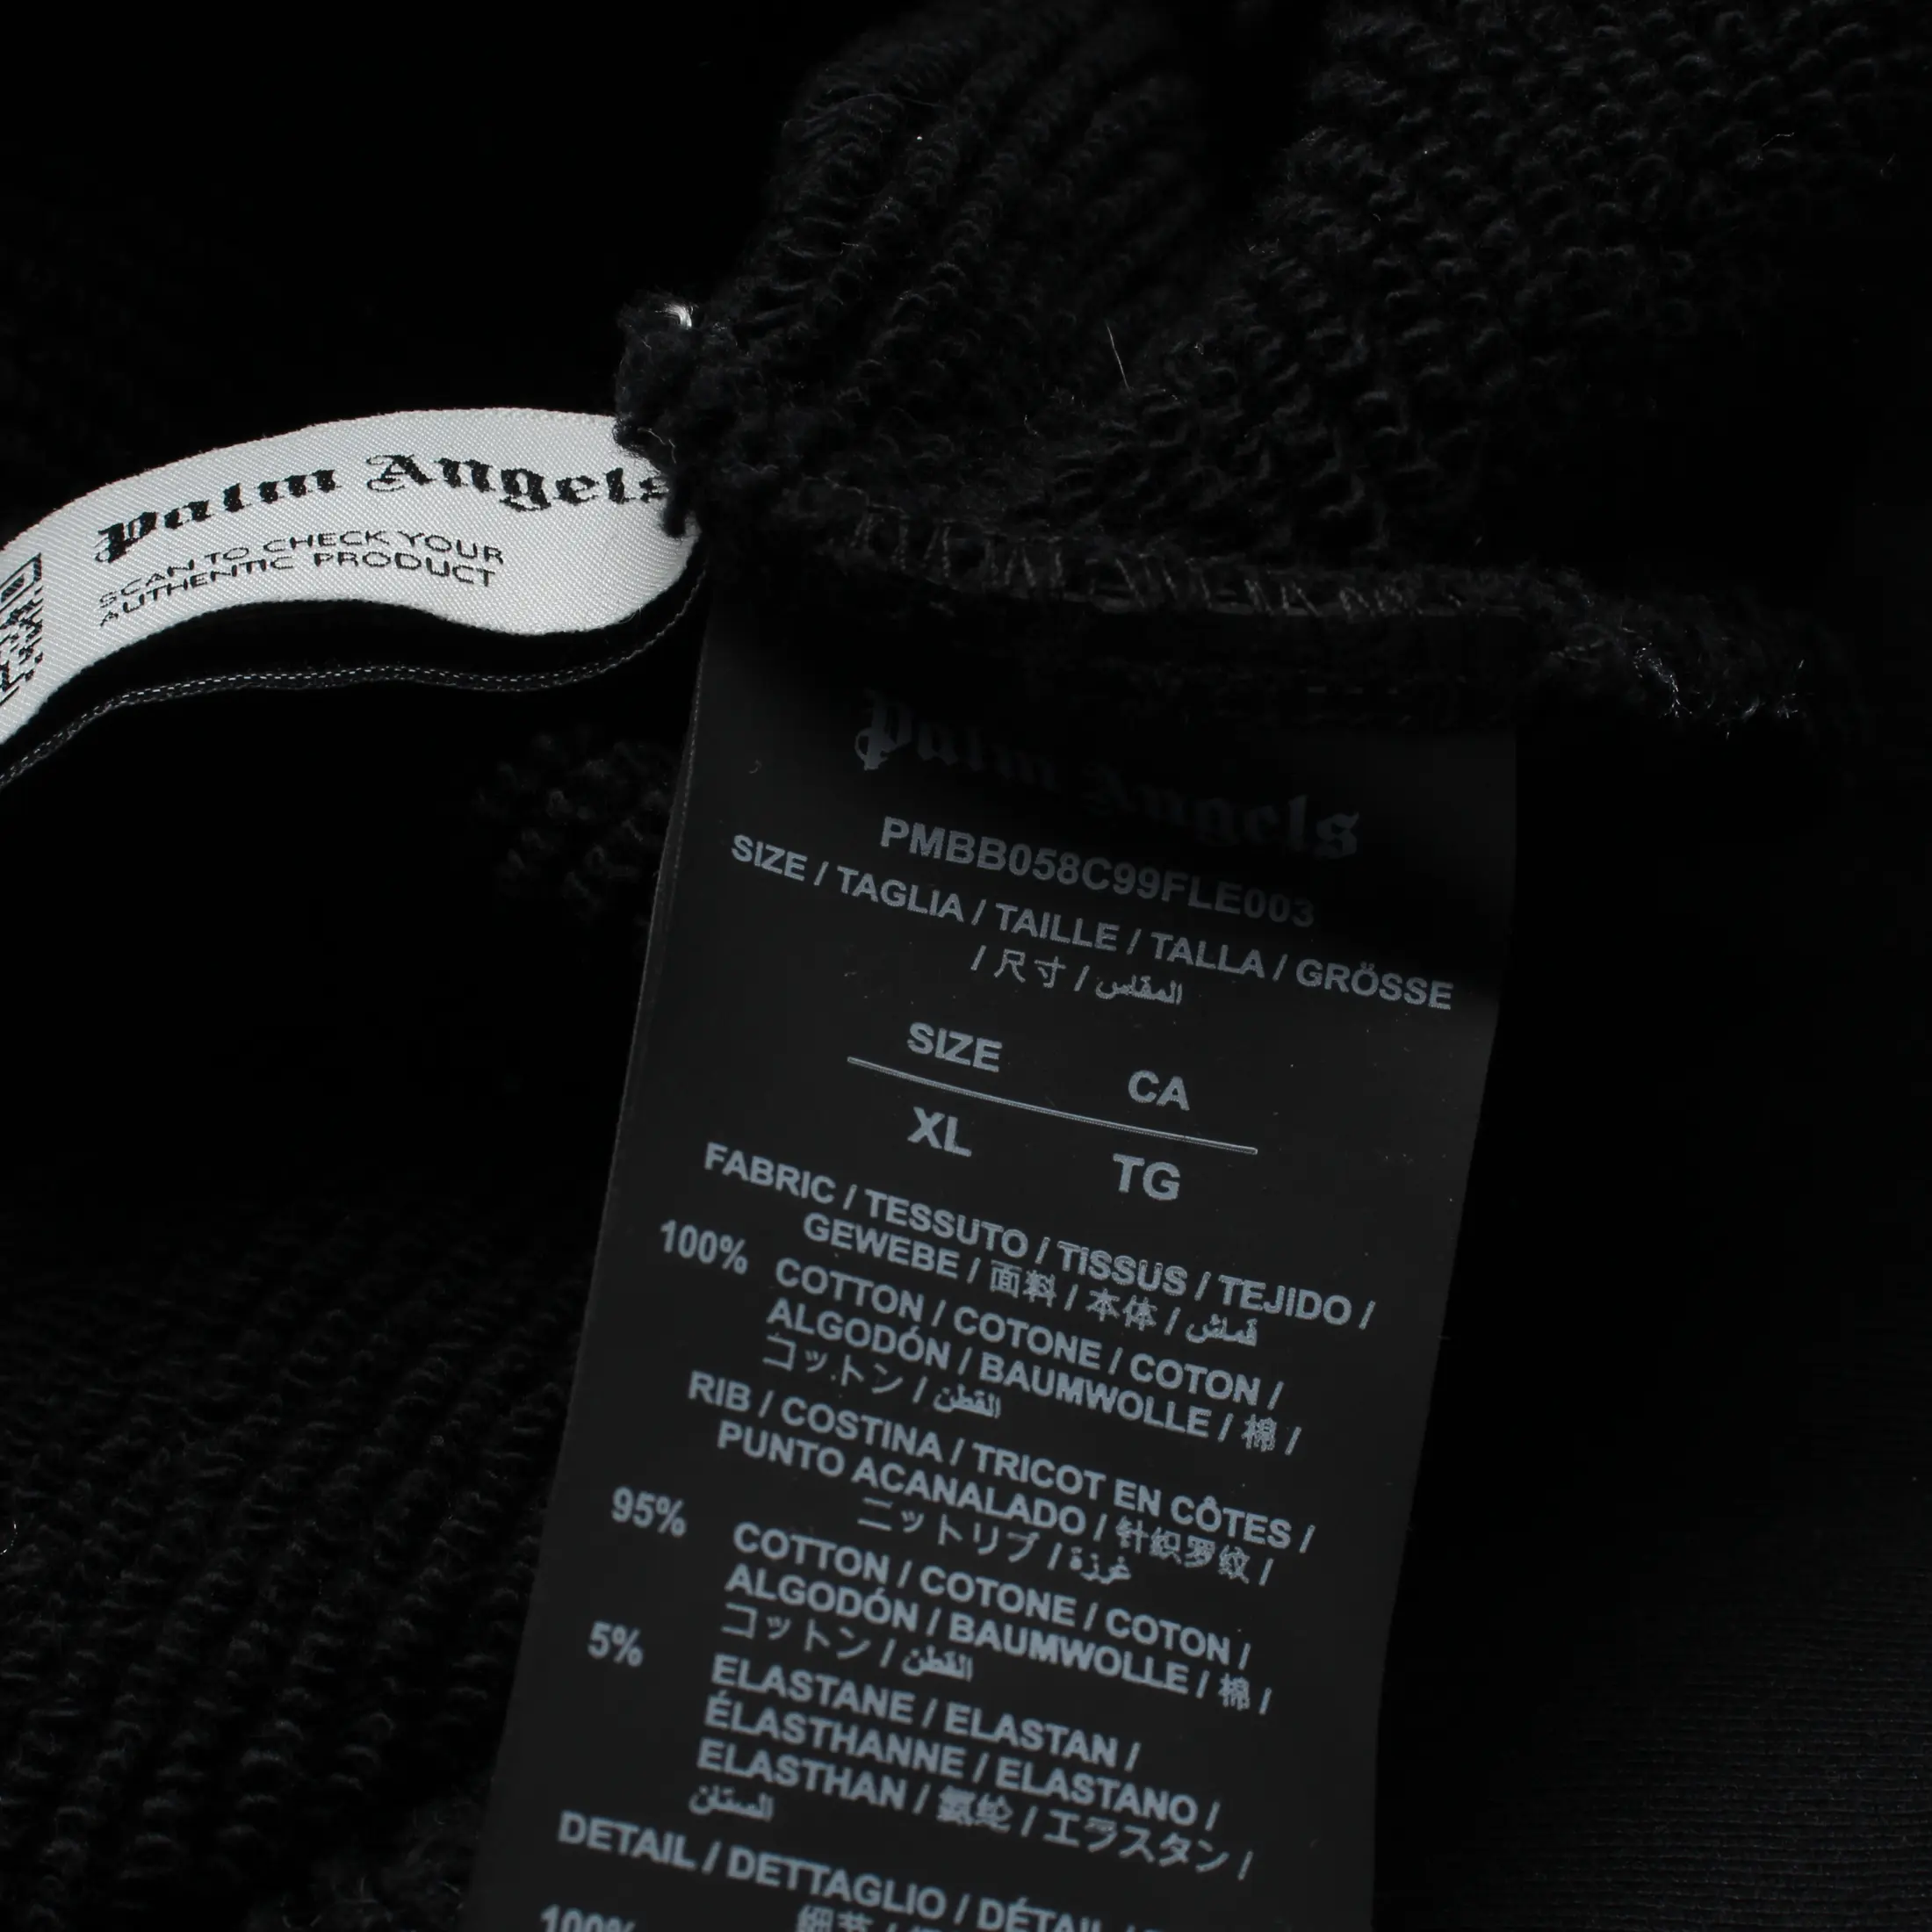 Palm Angels
SCAN TO CHECK YOUR
AUTHENTIC PRODUCT
Palm Angels
PMBB058C99FLE003
SIZE / TAGLIA / TAILLE / TALLA / GRÖSSE
/ 尺寸 / المقاس
SIZE CA
XL TG
FABRIC / TESSUTO / TISSUS / TEJIDO /
GEWEBE / 面料 / 本体 / قماش
100% COTTON / COTONE / COTON /
ALGODÓN / BAUMWOLLE / 棉 /
コットン / القطن
RIB / COSTINA / TRICOT EN CÔTES /
PUNTO ACANALADO / 针织罗纹 /
ニットリブ / غرزة
95% COTTON / COTONE / COTON /
ALGODÓN / BAUMWOLLE / 棉 /
コットン / القطن
5% ELASTANE / ELASTAN /
ÉLASTHANNE / ELASTANO /
ELASTHAN / 氨纶 / エラスタン /
DETAIL / DETTAGLIO / DÉTAIL
100%